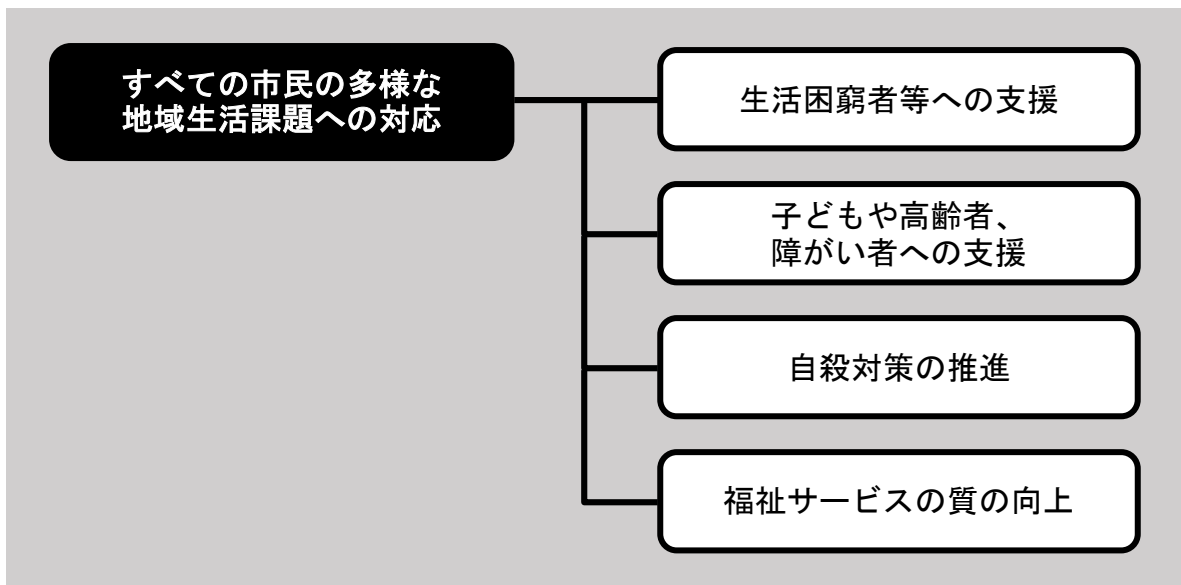 すべての市民の多様な
地域生活課題への対応
生活困窮者等への支援
子どもや高齢者、
障がい者への支援
自殺対策の推進
福祉サービスの質の向上